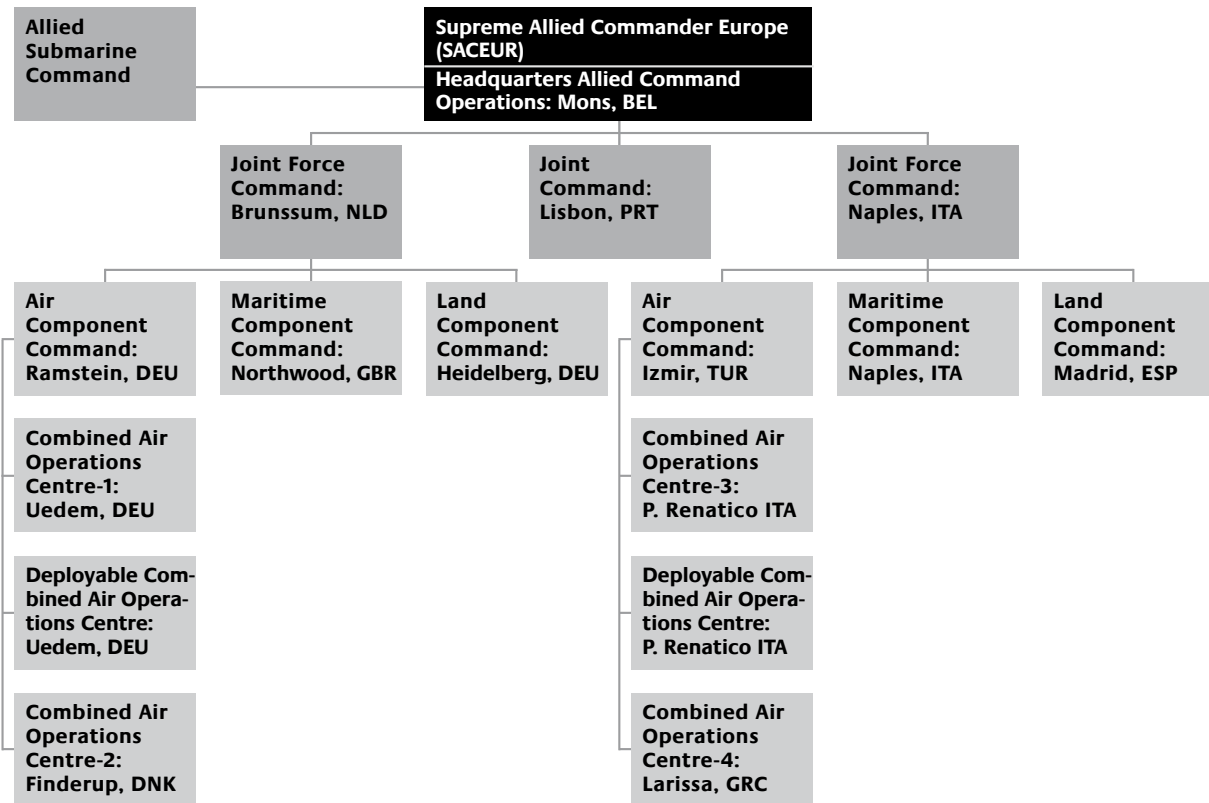 Allied
Submarine
Command
Supreme Allied Commander Europe
(SACEUR)
Headquarters Allied Command
Operations: Mons, BEL
Joint Force
Command:
Brunssum, NLD
Joint
Command:
Lisbon, PRT
Joint Force
Command:
Naples, ITA
Air
Component
Command:
Ramstein, DEU
Maritime
Component
Command:
Northwood, GBR
Land
Component
Command:
Heidelberg, DEU
Air
Component
Command:
Izmir, TUR
Maritime
Component
Command:
Naples, ITA
Land
Component
Command:
Madrid, ESP
Combined Air
Operations
Centre-1:
Uedem, DEU
Combined Air
Operations
Centre-3:
P. Renatico ITA
Deployable Com-
bined Air Opera-
tions Centre:
Uedem, DEU
Deployable Com-
bined Air Opera-
tions Centre:
P. Renatico ITA
Combined Air
Operations
Centre-2:
Finderup, DNK
Combined Air
Operations
Centre-4:
Larissa, GRC